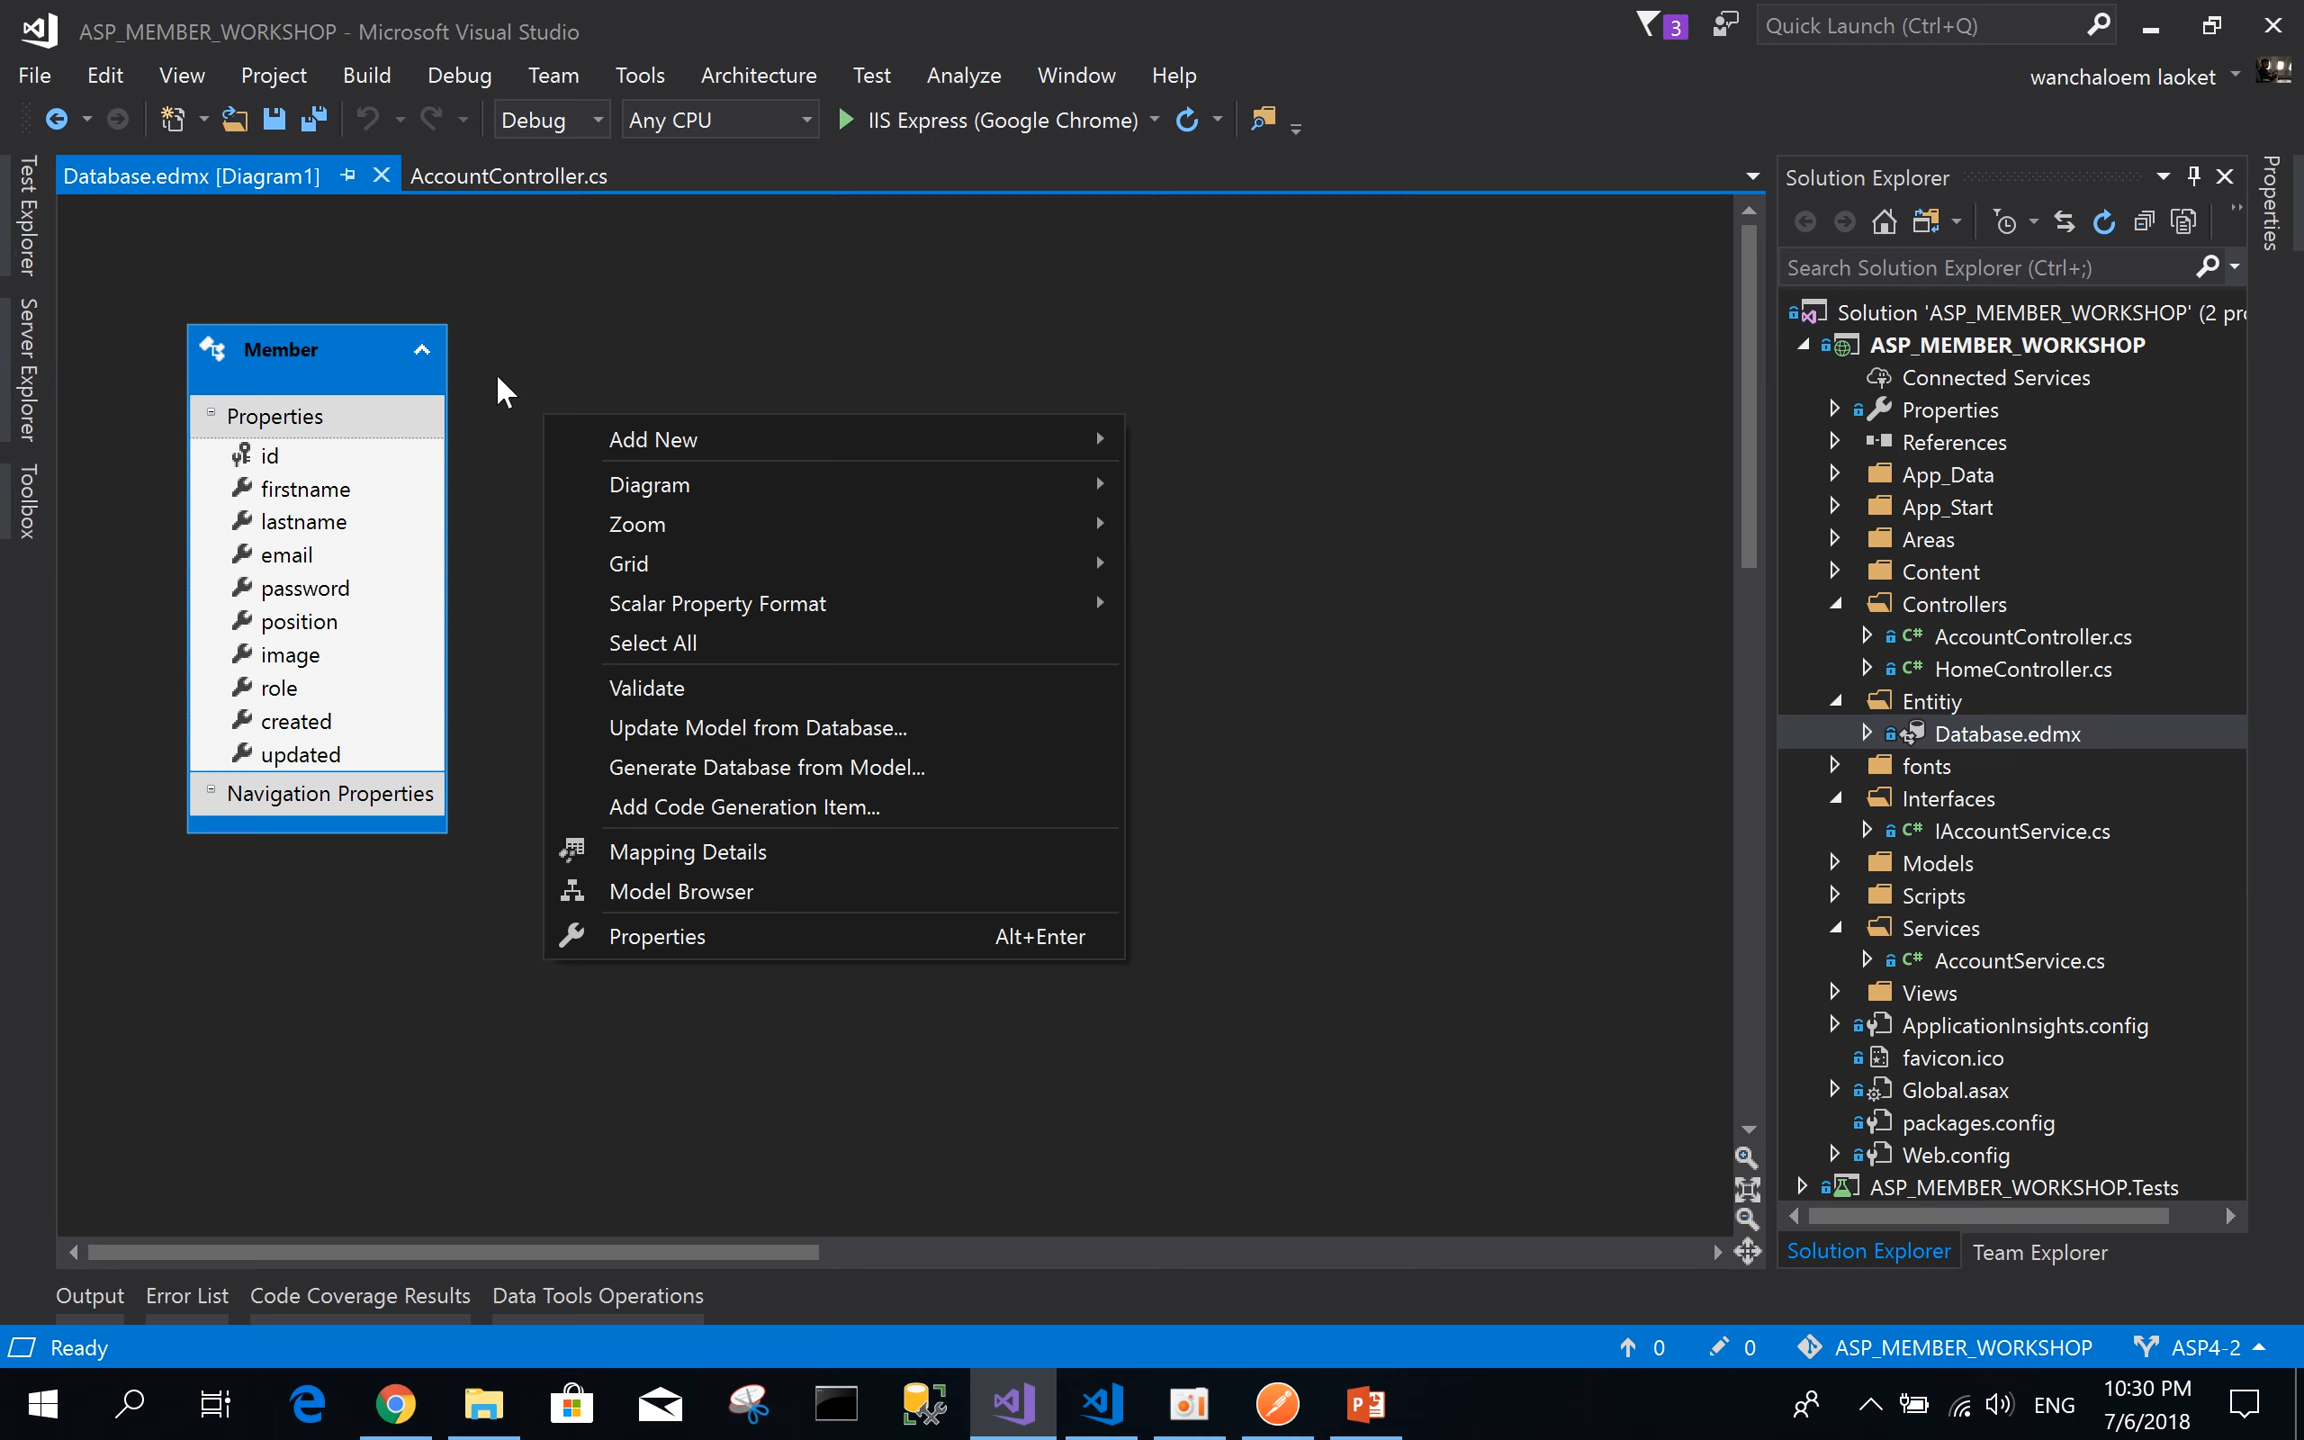 ASP_MEMBER_WORKSHOP - Microsoft Visual Studio
3
Quick Launch (Ctrl+Q)
File Edit View Project Build Debug Team Tools Architecture Test Analyze Window Help
wanchaloem laoket
Debug Any CPU IIS Express (Google Chrome)
Test Explorer
Server Explorer
Toolbox
Database.edmx [Diagram1] AccountController.cs
Member
Properties
id
firstname
lastname
email
password
position
image
role
created
updated
Navigation Properties
Add New
Diagram
Zoom
Grid
Scalar Property Format
Select All
Validate
Update Model from Database...
Generate Database from Model...
Add Code Generation Item...
Mapping Details
Model Browser
Properties Alt+Enter
Solution Explorer
Search Solution Explorer (Ctrl+;)
Solution 'ASP_MEMBER_WORKSHOP' (2 pro
ASP_MEMBER_WORKSHOP
Connected Services
Properties
References
App_Data
App_Start
Areas
Content
Controllers
C# AccountController.cs
C# HomeController.cs
Entitiy
Database.edmx
fonts
Interfaces
C# IAccountService.cs
Models
Scripts
Services
C# AccountService.cs
Views
ApplicationInsights.config
favicon.ico
Global.asax
packages.config
Web.config
ASP_MEMBER_WORKSHOP.Tests
Solution Explorer Team Explorer
Properties
Output Error List Code Coverage Results Data Tools Operations
Ready 0 0 ASP_MEMBER_WORKSHOP ASP4-2
ENG
10:30 PM
7/6/2018